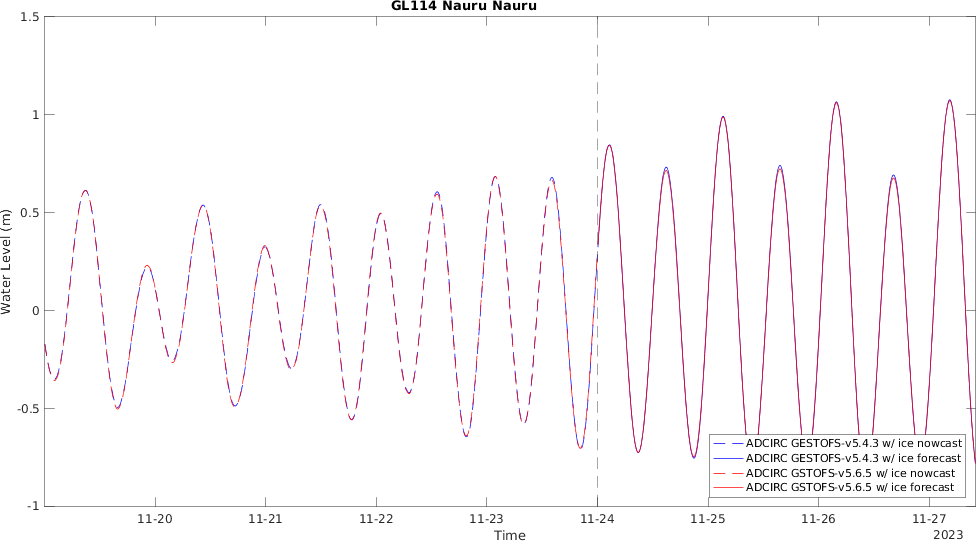 GL114 Nauru Nauru
1.5
1
0.5
0
-0.5
-1
Water Level (m)
ADCIRC GESTOFS-v5.4.3 w/ ice nowcast
ADCIRC GESTOFS-v5.4.3 w/ ice forecast
ADCIRC GSTOFS-v5.6.5 w/ ice nowcast
ADCIRC GSTOFS-v5.6.5 w/ ice forecast
11-20 11-21 11-22 11-23 11-24 11-25 11-26 11-27
Time
2023